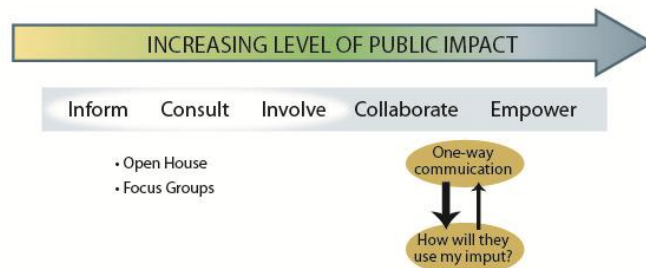 INCREASING LEVEL OF PUBLIC IMPACT
Inform Consult Involve Collaborate Empower
• Open House
• Focus Groups
One-way
commuication
How will they
use my imput?